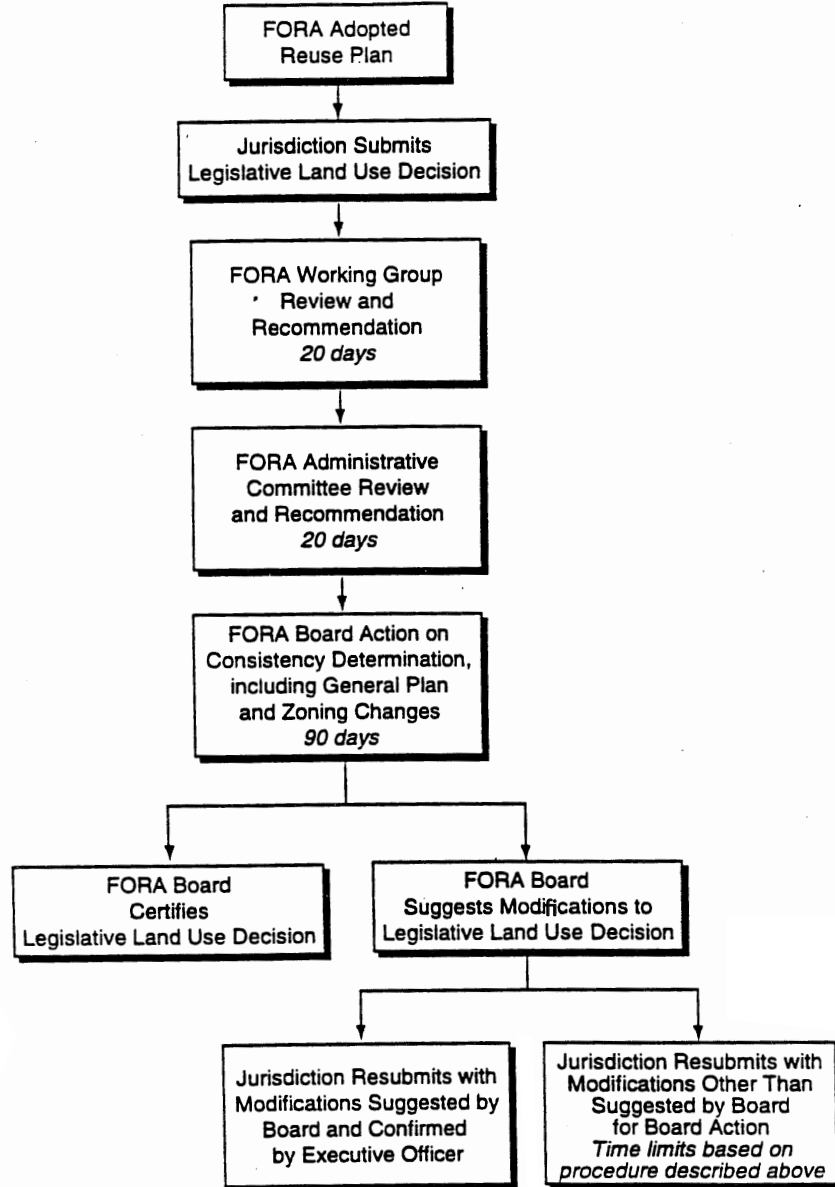 FORA Adopted
Reuse Plan
Jurisdiction Submits
Legislative Land Use Decision
FORA Working Group
Review and
Recommendation
20 days
FORA Administrative
Committee Review
and Recommendation
20 days
FORA Board Action on
Consistency Determination,
including General Plan
and Zoning Changes
90 days
FORA Board
Certifies
Legislative Land Use Decision
FORA Board
Suggests Modifications to
Legislative Land Use Decision
Jurisdiction Resubmits with
Modifications Suggested by
Board and Confirmed
by Executive Officer
Jurisdiction Resubmits with
Modifications Other Than
Suggested by Board
for Board Action
Time limits based on
procedure described above